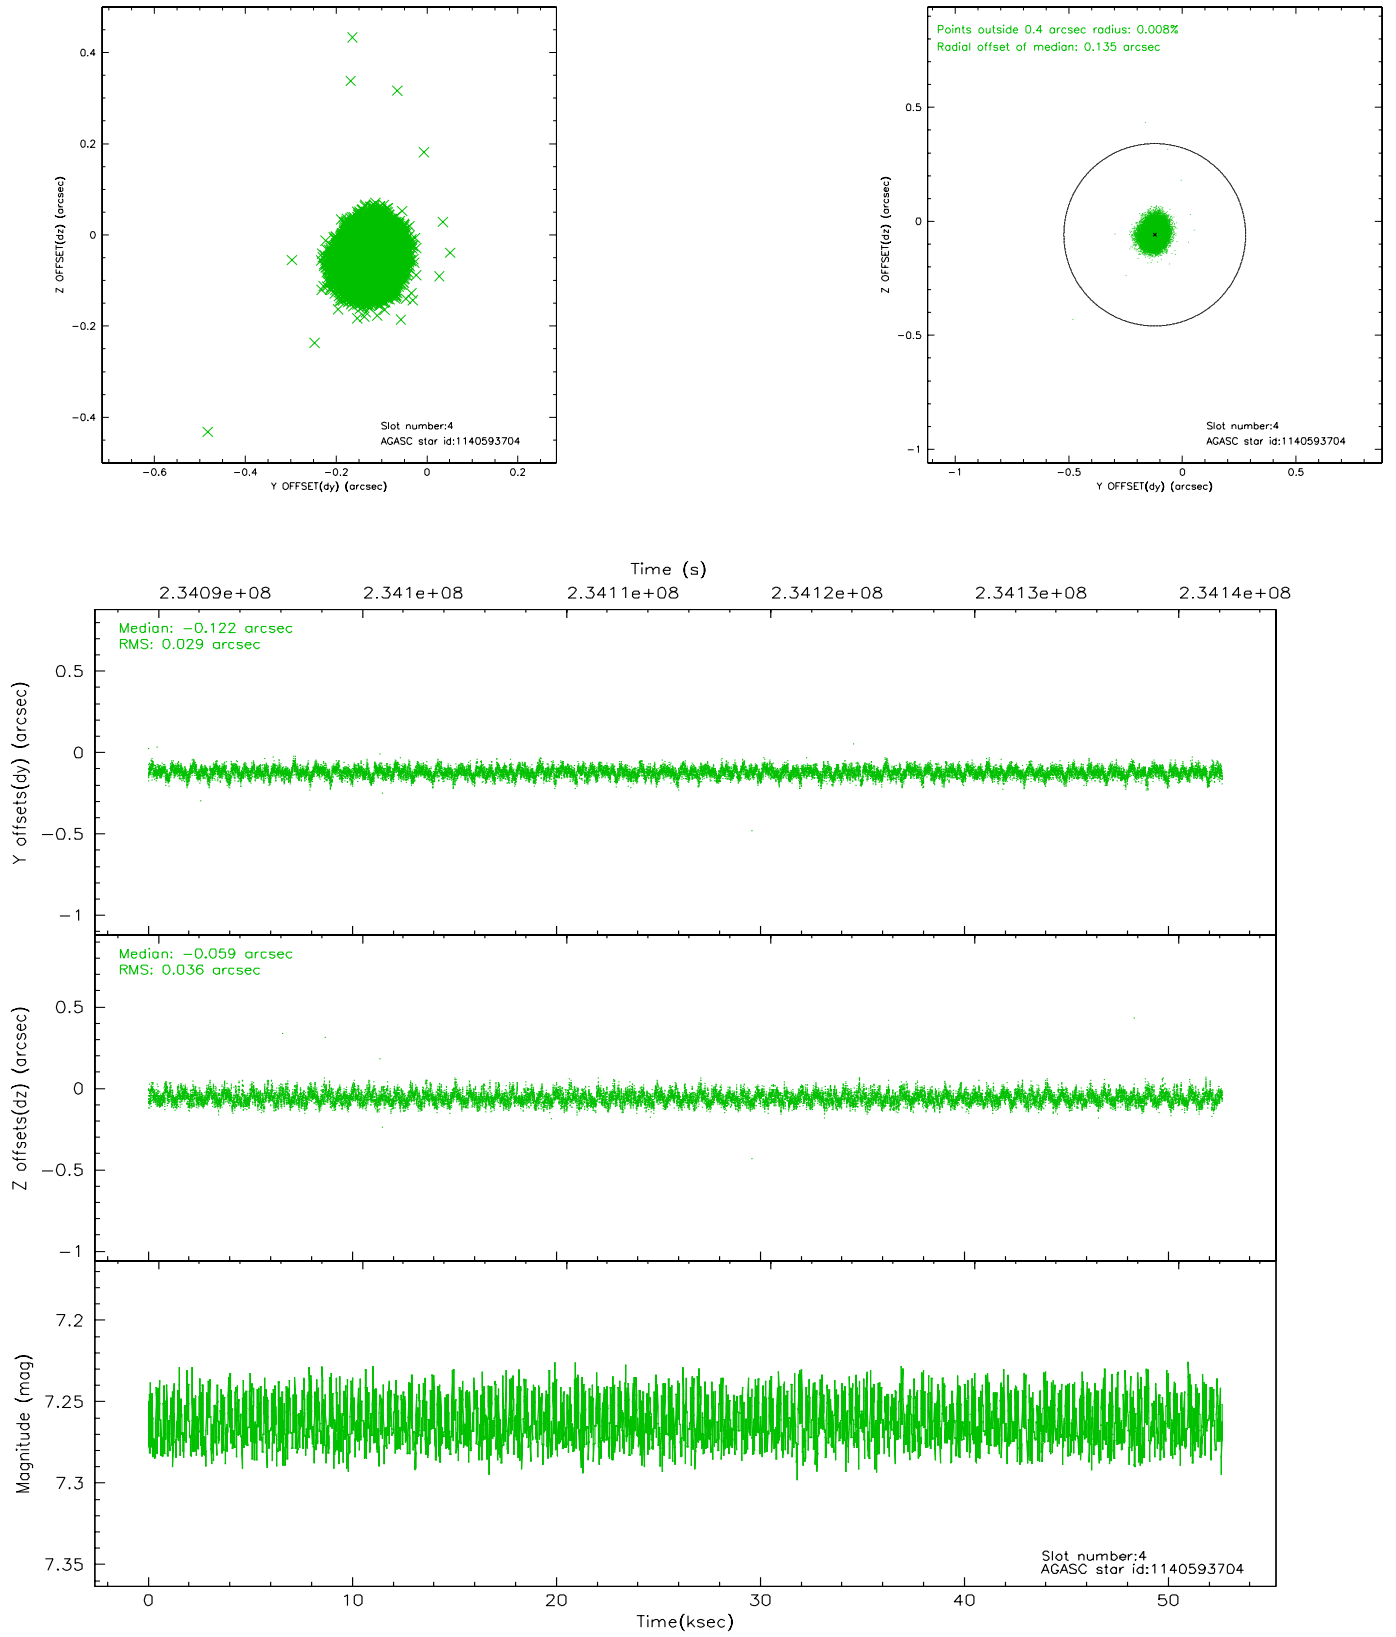 0.4
0.2
0
-0.2
-0.4
Z OFFSET(dz) (arcsec)
Slot number:4
AGASC star id:1140593704
-0.6
-0.4
-0.2
0
0.2
Y OFFSET(dy) (arcsec)
Points outside 0.4 arcsec radius: 0.008%
Radial offset of median: 0.135 arcsec
0.5
0
-0.5
-1
Z OFFSET(dz) (arcsec)
Slot number:4
AGASC star id:1140593704
-1
-0.5
0
0.5
Y OFFSET(dy) (arcsec)
Time (s)
2.3409e+08
2.341e+08
2.3411e+08
2.3412e+08
2.3413e+08
2.3414e+08
Median: -0.122 arcsec
RMS: 0.029 arcsec
0.5
0
-0.5
-1
Y offsets(dy) (arcsec)
Median: -0.059 arcsec
RMS: 0.036 arcsec
0.5
0
-0.5
-1
Z offsets(dz) (arcsec)
7.2
7.25
7.3
7.35
Magnitude (mag)
Slot number:4
AGASC star id:1140593704
0
10
20
30
40
50
Time(ksec)